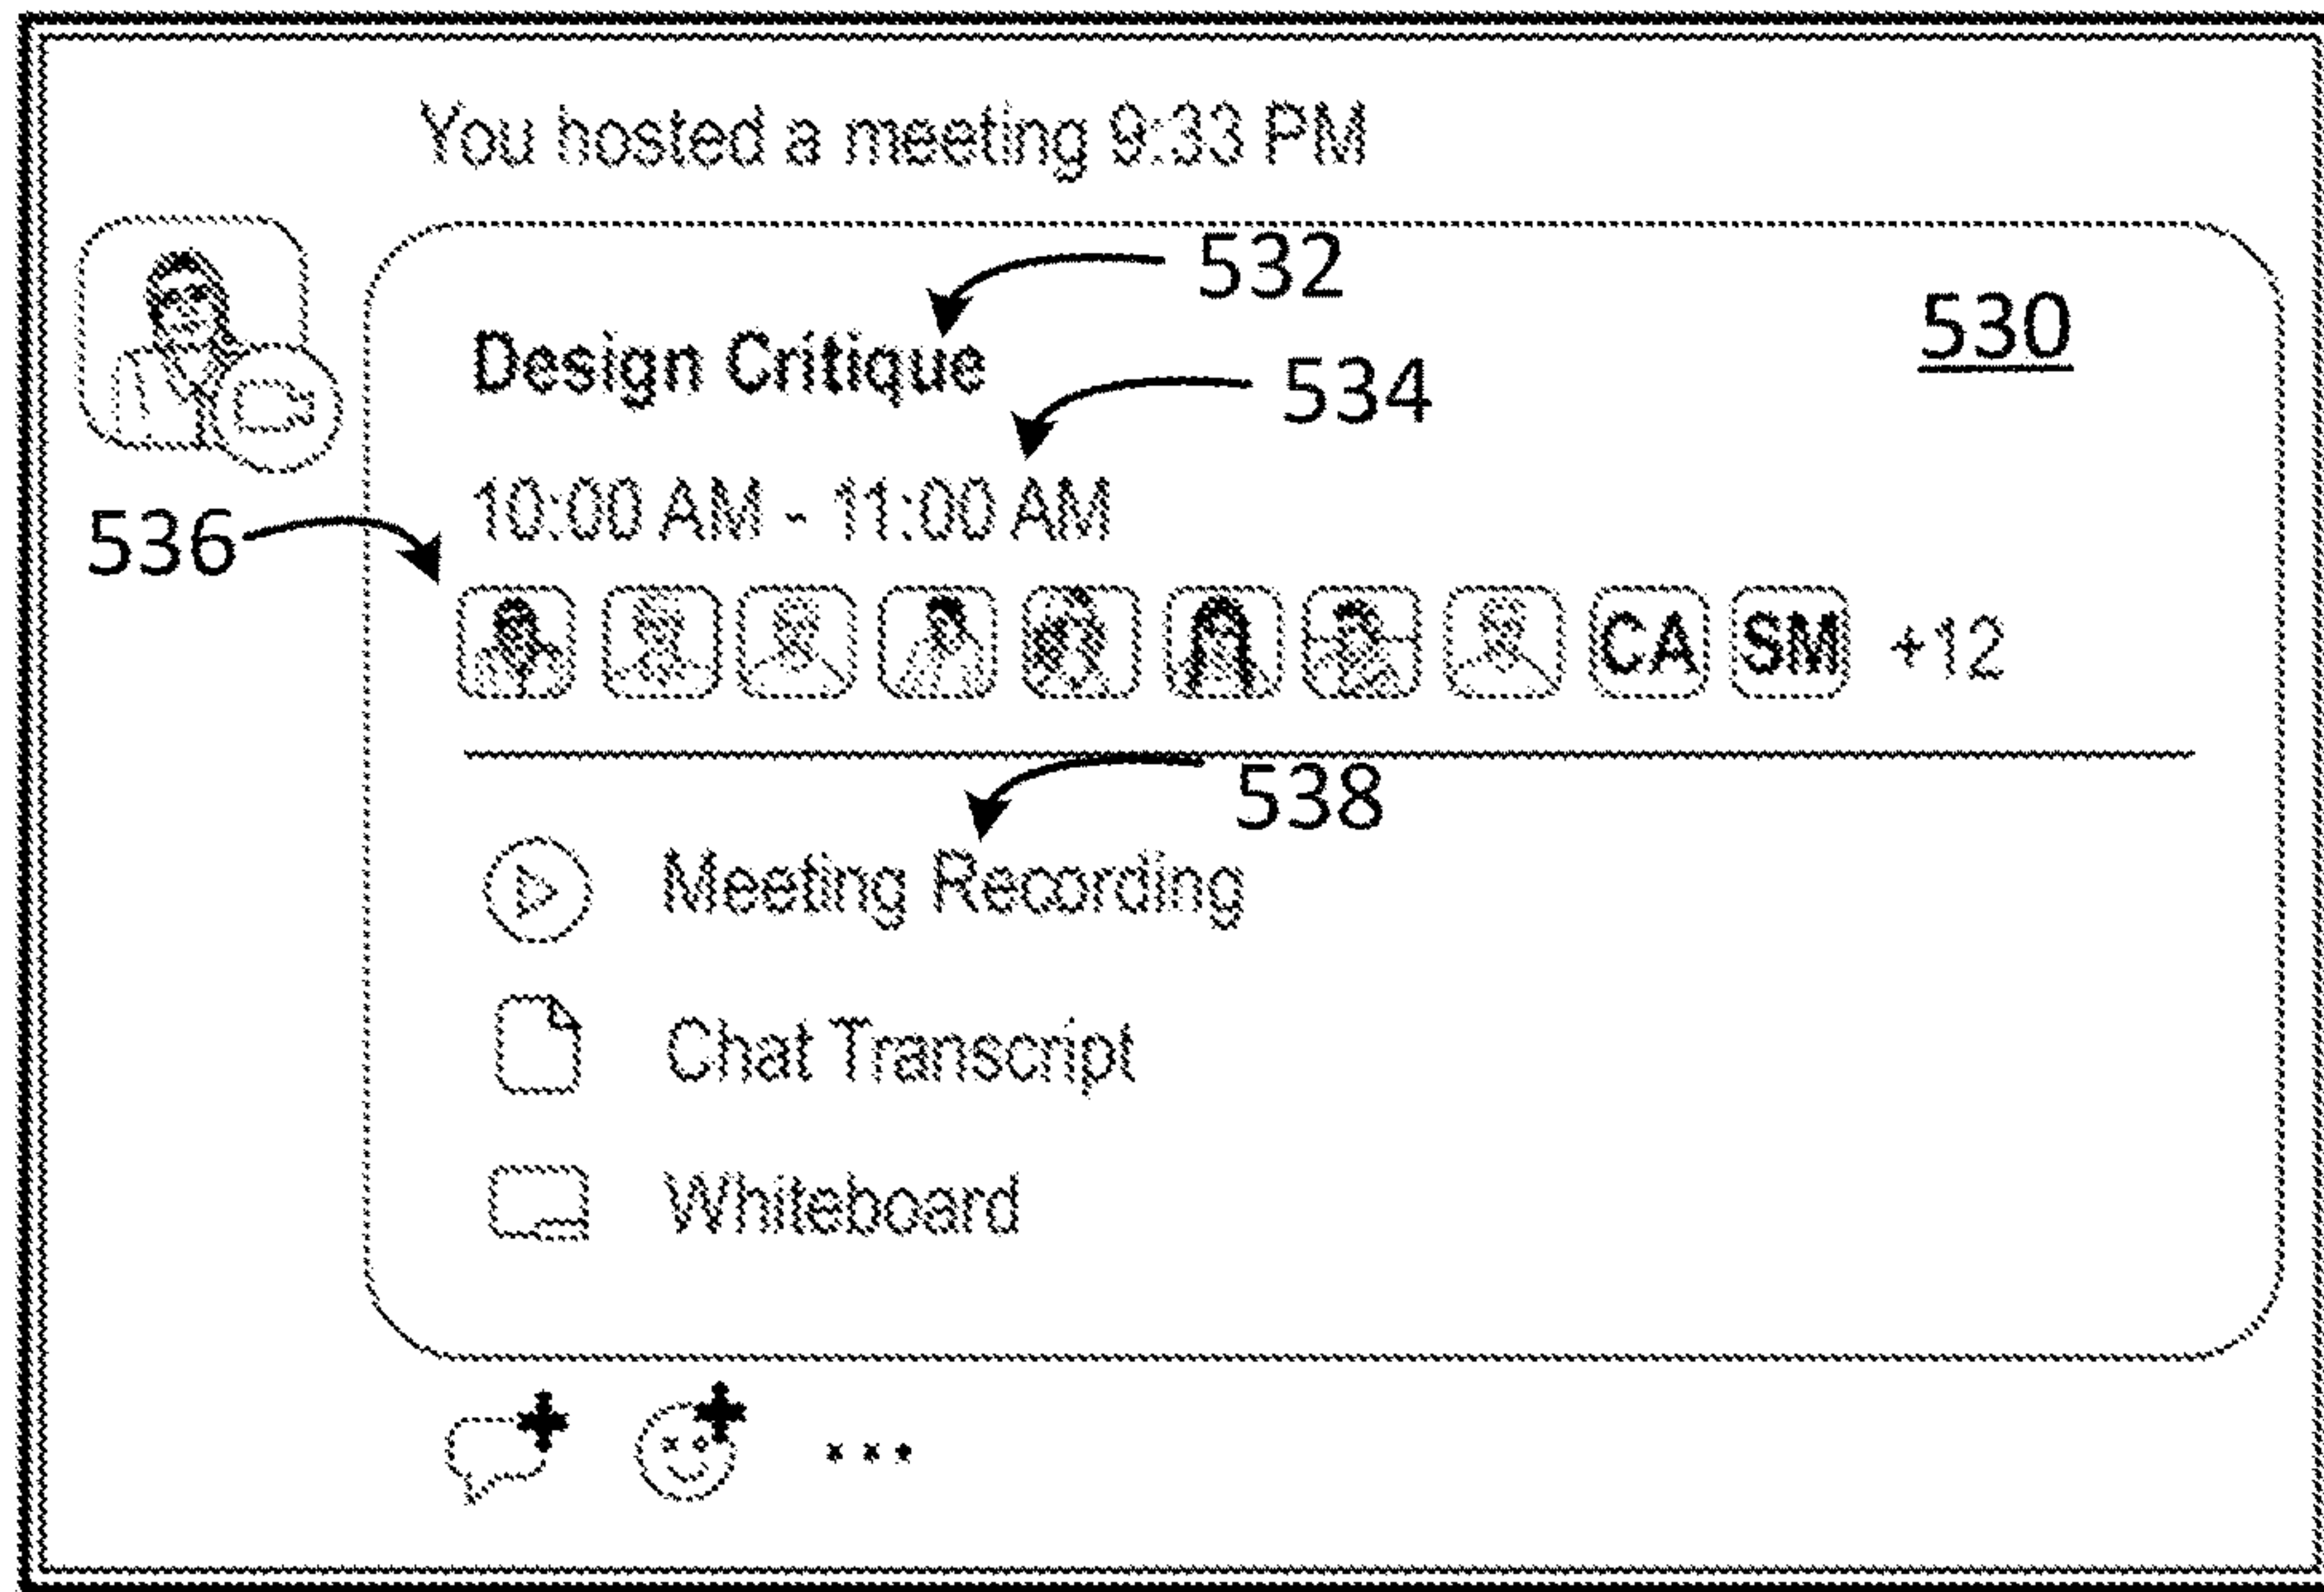 You hosted a meeting 9:33 PM
532
530
Design Critique
534
10:00 AM - 11:00 AM
536
CA SM +12
538
Meeting Recording
Chat Transcript
Whiteboard